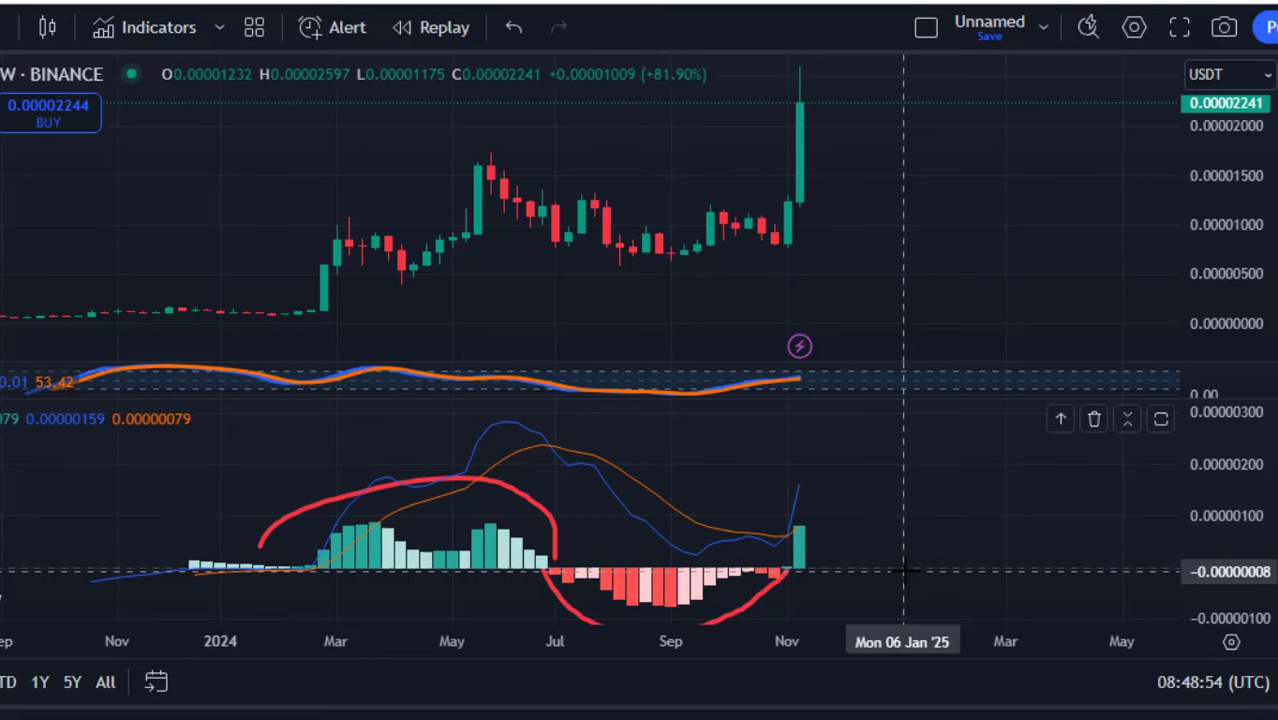 Indicators Alert Replay Unnamed
Save
W · BINANCE O0.00001232 H0.00002597 L0.00001175 C0.00002241 +0.00001009 (+81.90%) USDT
0.00002244
BUY
0.00002241
0.00002000
0.00001500
0.00001000
0.00000500
0.00000000
0.01 53.42
0.00
079 0.00000159 0.00000079
0.00000300
0.00000200
0.00000100
-0.00000008
-0.00000100
ep Nov 2024 Mar May Jul Sep Nov Mon 06 Jan '25 Mar May
TD 1Y 5Y All 08:48:54 (UTC)